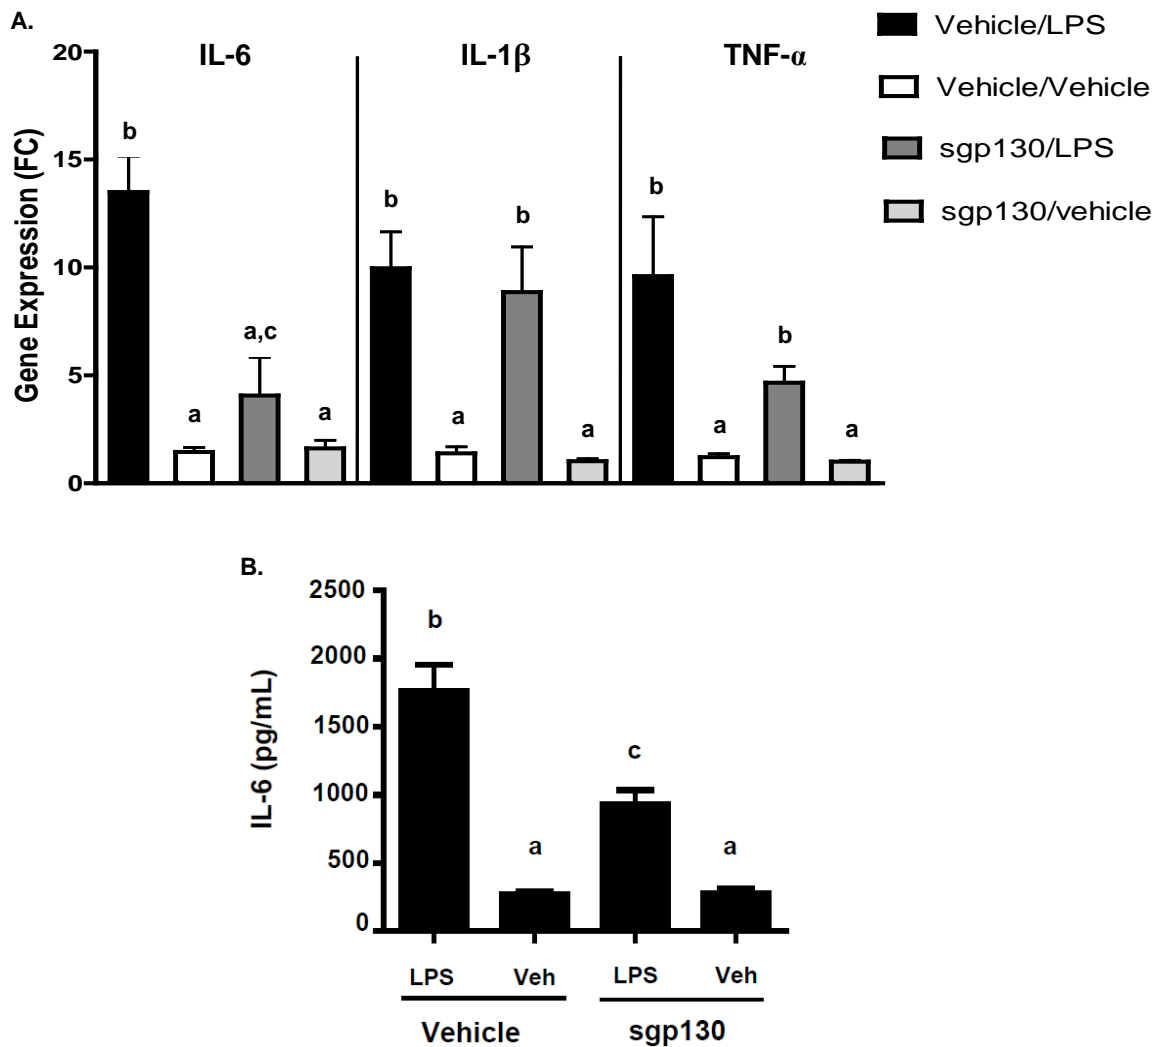 A.
Vehicle/LPS
Vehicle/Vehicle
sgp130/LPS
sgp130/vehicle
IL-6 IL-1β TNF-α
Gene Expression (FC)
20
15
10
5
0
b a a,c a
b a b a
b a b a
B.
IL-6 (pg/mL)
2500
2000
1500
1000
500
0
b a c a
LPS Veh LPS Veh
Vehicle sgp130